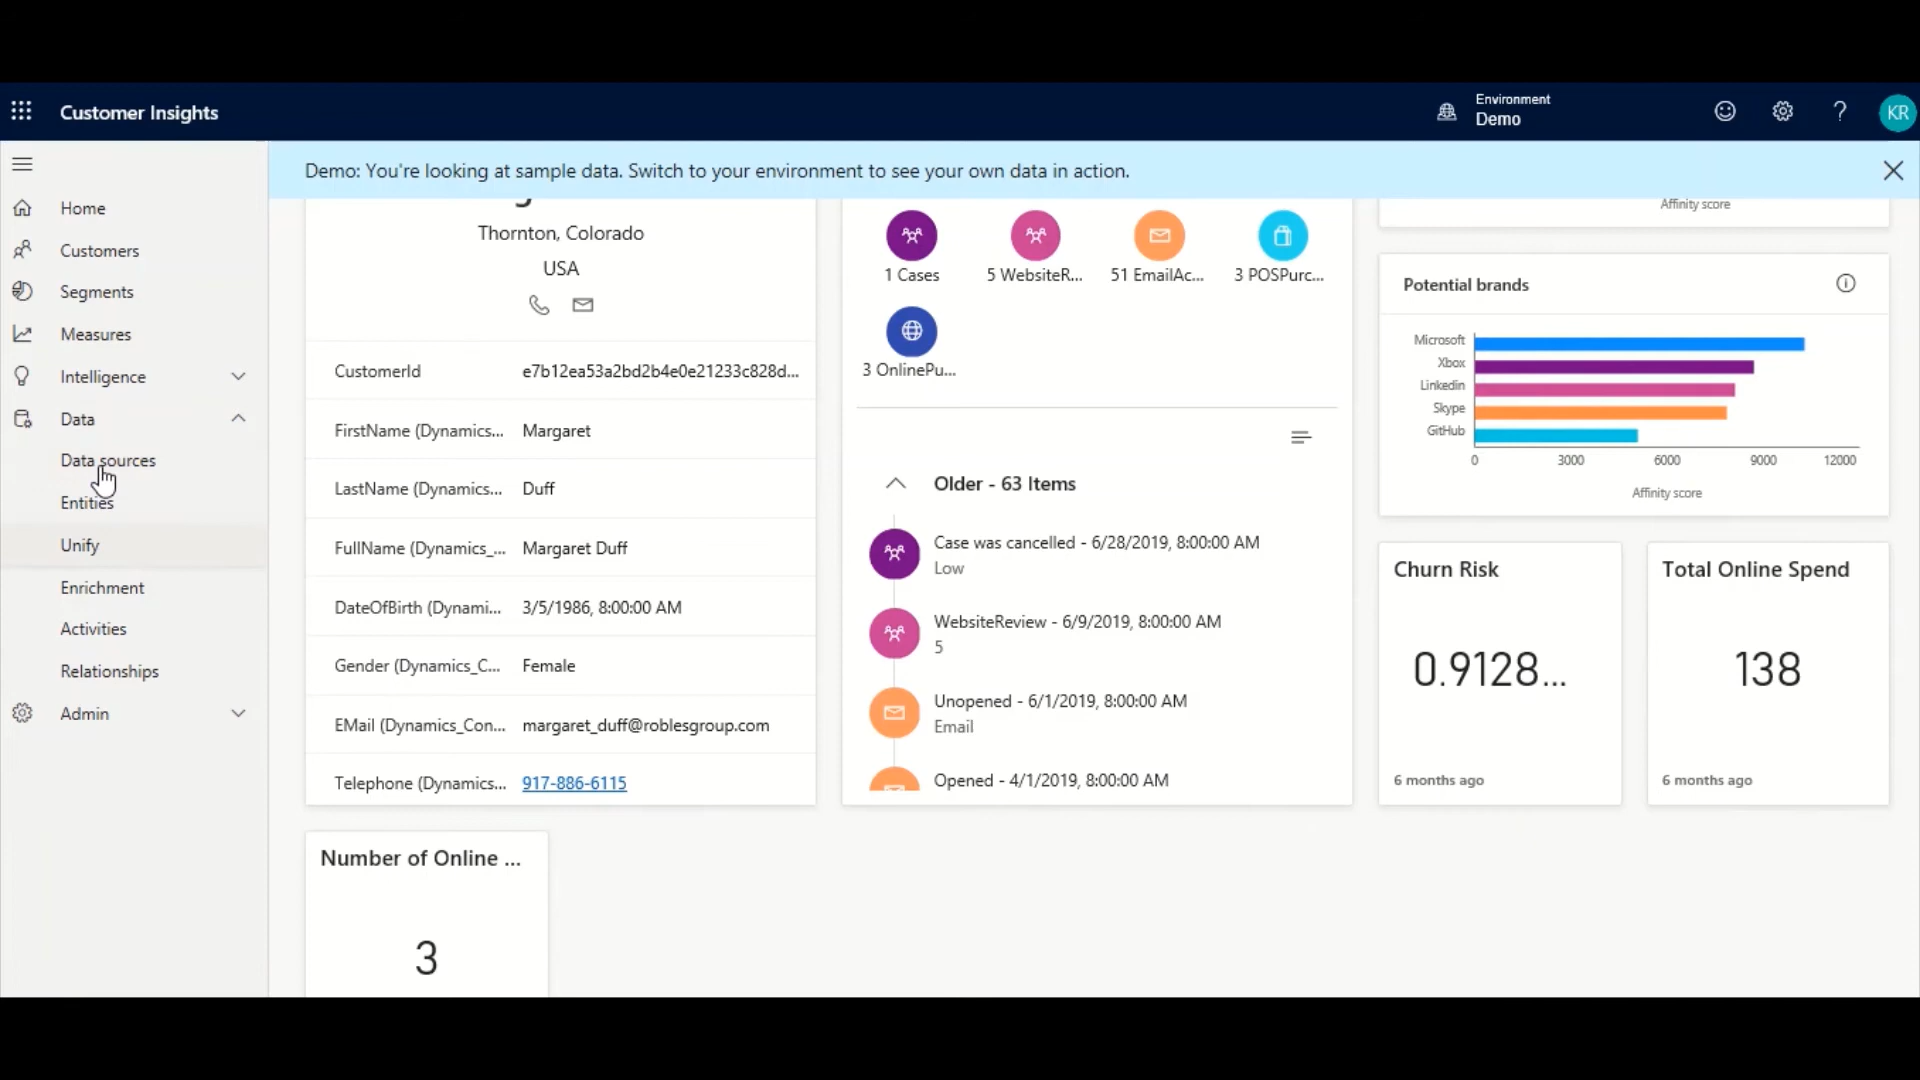 Customer Insights
Environment
Demo
?
KR
Demo: You're looking at sample data. Switch to your environment to see your own data in action.
Home
Customers
Segments
Measures
Intelligence
Data
Data sources
Entities
Unify
Enrichment
Activities
Relationships
Admin
Thornton, Colorado
USA
CustomerId e7b12ea53a2bd2b4e0e21233c828d...
FirstName (Dynamics... Margaret
LastName (Dynamics... Duff
FullName (Dynamics_... Margaret Duff
DateOfBirth (Dynami... 3/5/1986, 8:00:00 AM
Gender (Dynamics_C... Female
EMail (Dynamics_Con... margaret_duff@roblesgroup.com
Telephone (Dynamics... 917-886-6115
Number of Online ...
3
1 Cases
5 WebsiteR...
51 EmailAc...
3 POSPurc...
3 OnlinePu...
Older - 63 Items
Case was cancelled - 6/28/2019, 8:00:00 AM
Low
WebsiteReview - 6/9/2019, 8:00:00 AM
5
Unopened - 6/1/2019, 8:00:00 AM
Email
Opened - 4/1/2019, 8:00:00 AM
Affinity score
Potential brands
Microsoft
Xbox
Linkedin
Skype
GitHub
0 3000 6000 9000 12000
Affinity score
Churn Risk
0.9128...
6 months ago
Total Online Spend
138
6 months ago